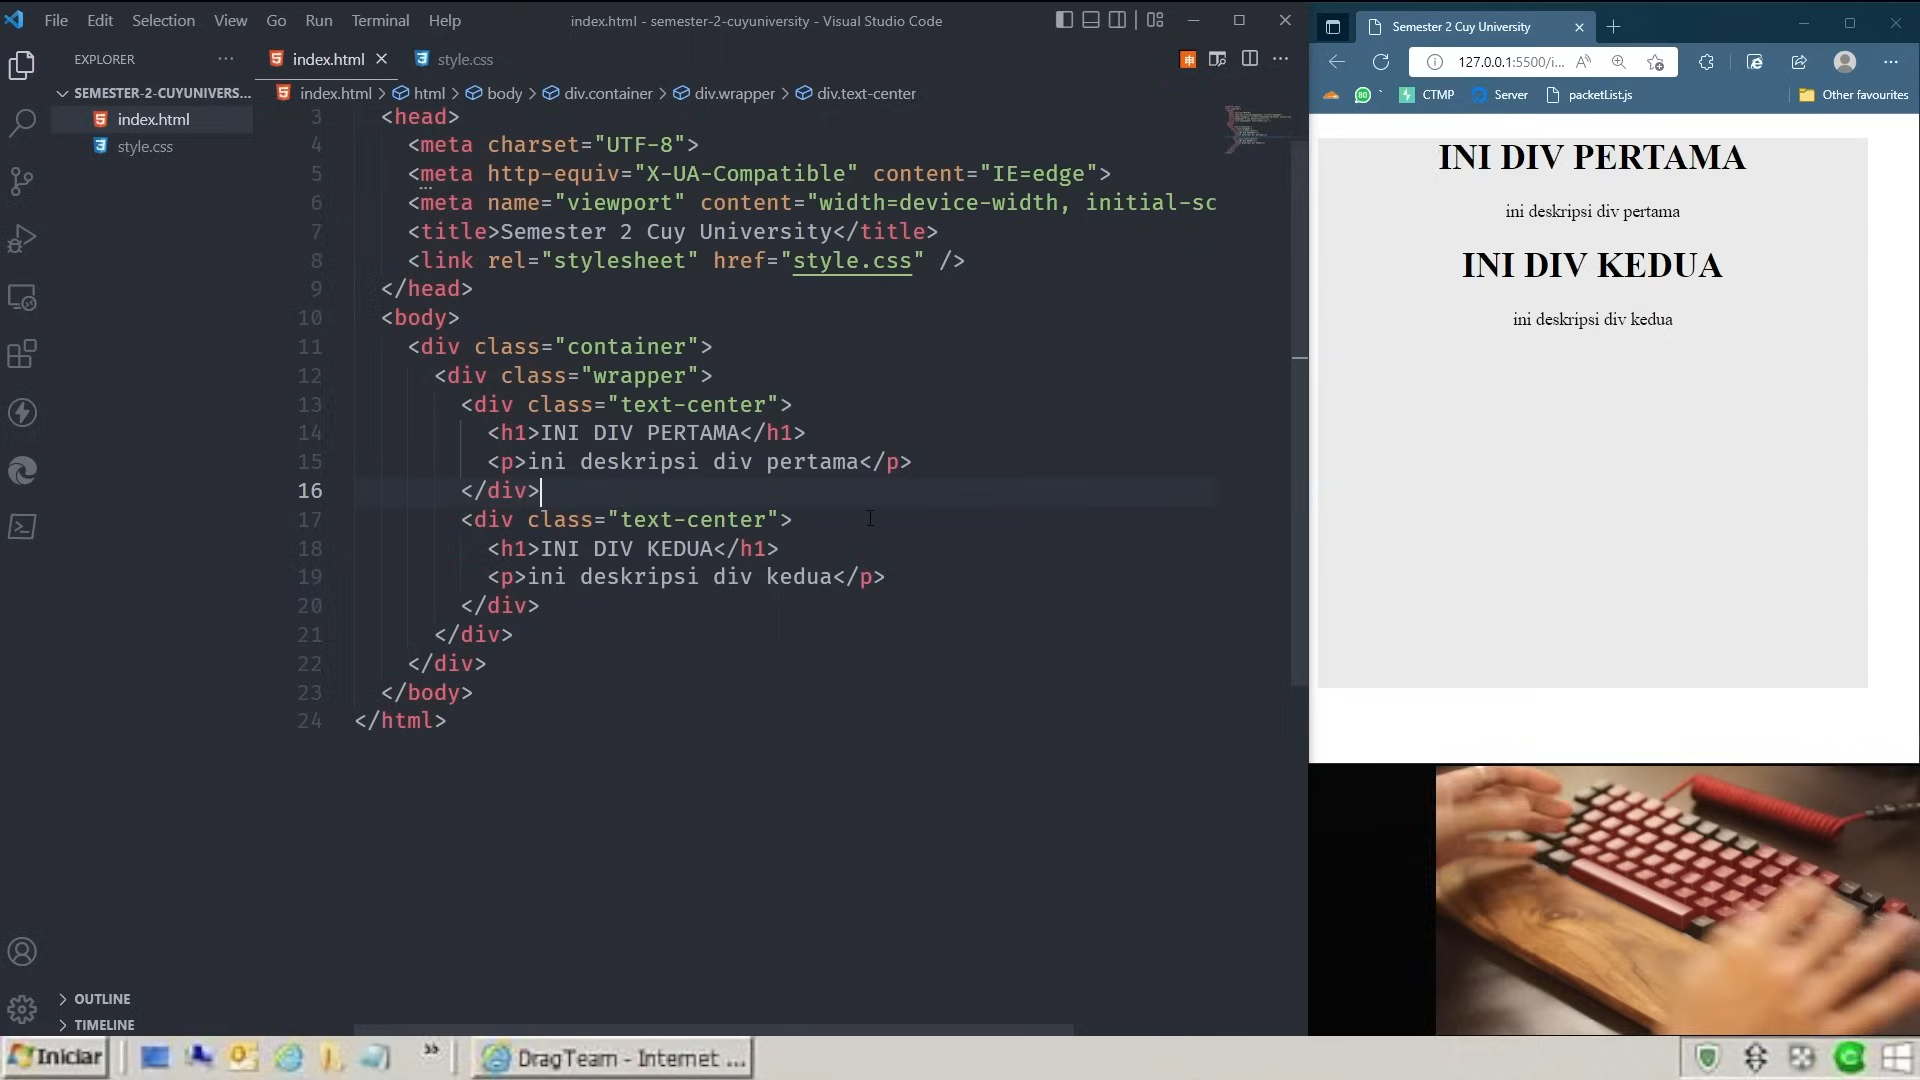 File Edit Selection View Go Run Terminal Help
index.html - semester-2-cuyuniversity - Visual Studio Code
EXPLORER
SEMESTER-2-CUYUNIVERS...
index.html
style.css
index.html
style.css
index.html > html > body > div.container > div.wrapper > div.text-center
3 <head>
4 <meta charset="UTF-8">
5 <meta http-equiv="X-UA-Compatible" content="IE=edge">
6 <meta name="viewport" content="width=device-width, initial-sc
7 <title>Semester 2 Cuy University</title>
8 <link rel="stylesheet" href="style.css" />
9 </head>
10 <body>
11 <div class="container">
12 <div class="wrapper">
13 <div class="text-center">
14 <h1>INI DIV PERTAMA</h1>
15 <p>ini deskripsi div pertama</p>
16 </div>
17 <div class="text-center">
18 <h1>INI DIV KEDUA</h1>
19 <p>ini deskripsi div kedua</p>
20 </div>
21 </div>
22 </div>
23 </body>
24 </html>
OUTLINE
TIMELINE
Semester 2 Cuy University
127.0.0.1:5500/i...
80 CTMP Server packetList.js Other favourites
INI DIV PERTAMA
ini deskripsi div pertama
INI DIV KEDUA
ini deskripsi div kedua
Iniciar
DragTeam - Internet ...